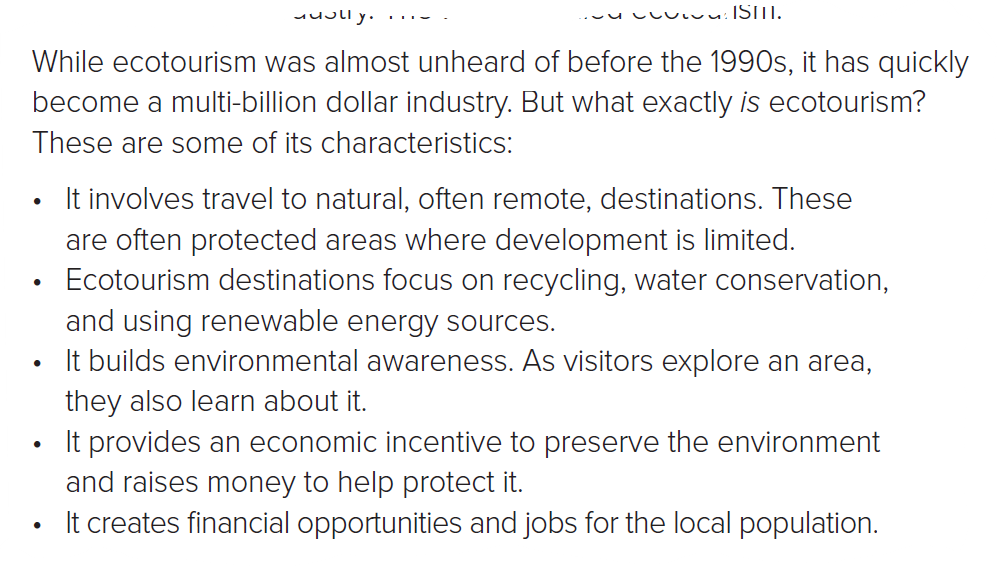 While ecotourism was almost unheard of before the 1990s, it has quickly
become a multi-billion dollar industry. But what exactly is ecotourism?
These are some of its characteristics:
• It involves travel to natural, often remote, destinations. These
are often protected areas where development is limited.
• Ecotourism destinations focus on recycling, water conservation,
and using renewable energy sources.
• It builds environmental awareness. As visitors explore an area,
they also learn about it.
• It provides an economic incentive to preserve the environment
and raises money to help protect it.
• It creates financial opportunities and jobs for the local population.